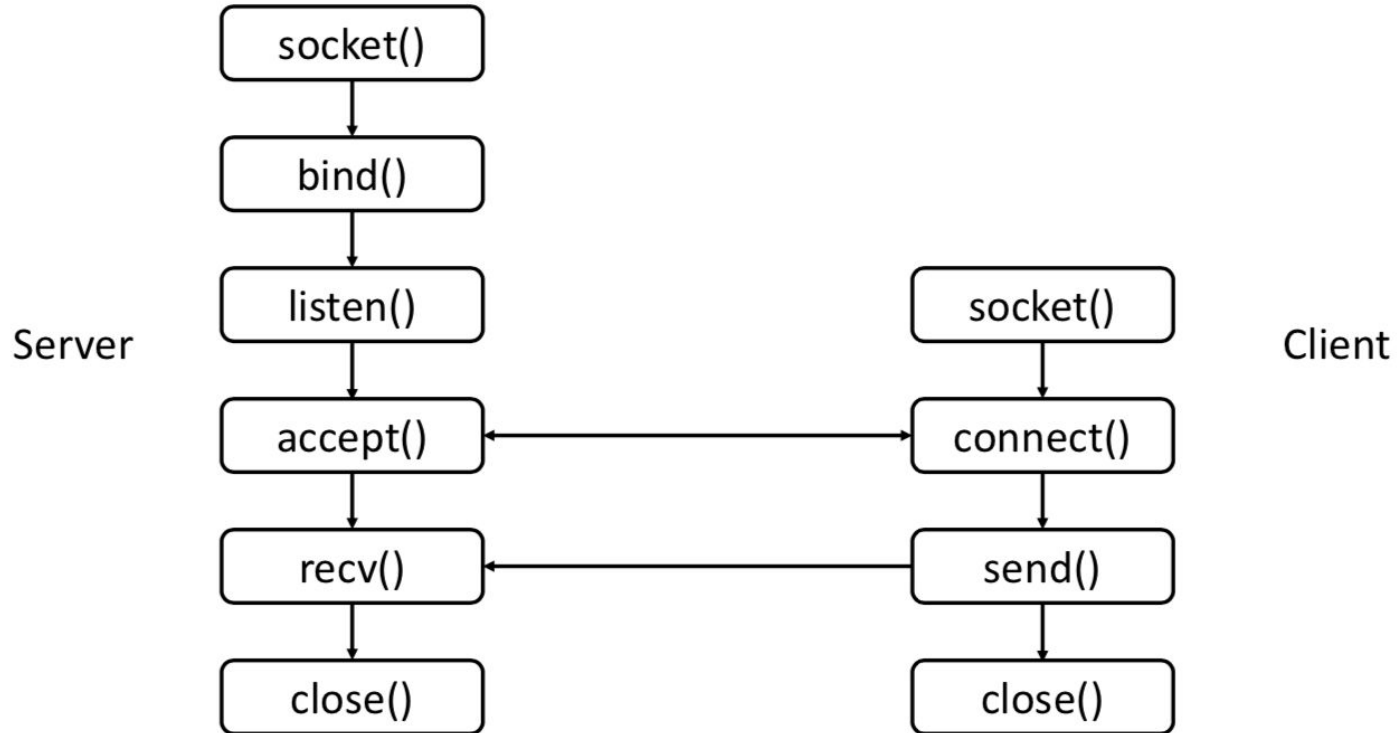 socket()
bind()
listen()
socket()
Server
Client
accept()
connect()
recv()
send()
close()
close()